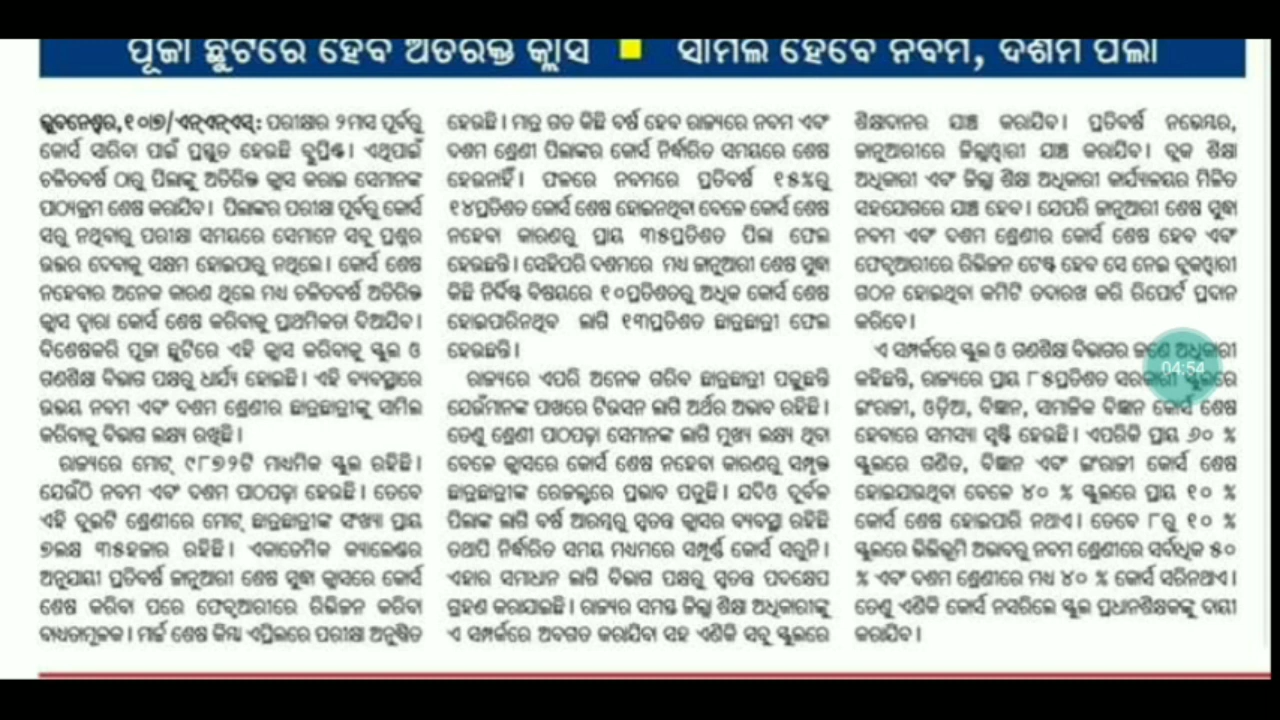 ପୂଜା ଛୁଟିରେ ହେବ ଅତିରିକ୍ତ କ୍ଲାସ ସାମିଲ ହେବେ ନବମ, ଦଶମ ପିଲା
ଭୁବନେଶ୍ୱର,୧୦।୭/ଏନ୍ଏନ୍ଏସ୍: ପରୀକ୍ଷାର ୨ମାସ ପୂର୍ବରୁ
କୋର୍ସ ସାରିବା ପାଇଁ ପ୍ରସ୍ତୁତ ହେଉଛି ବ୍ଲୁପ୍ରିଣ୍ଟ। ଏଥିପାଇଁ
ଚଳିତବର୍ଷ ଠାରୁ ପିଲାଙ୍କୁ ଅତିରିକ୍ତ କ୍ଲାସ କରାଇ ସେମାନଙ୍କ
ପାଠ୍ୟକ୍ରମ ଶେଷ କରାଯିବ। ପିଲାଙ୍କର ପରୀକ୍ଷା ପୂର୍ବରୁ କୋର୍ସ
ସରୁ ନଥିବାରୁ ପରୀକ୍ଷା ସମୟରେ ସେମାନେ ସବୁ ପ୍ରଶ୍ନର
ଉତ୍ତର ଦେବାକୁ ସକ୍ଷମ ହୋଇପାରୁ ନଥିଲେ। କୋର୍ସ ଶେଷ
ନହେବାର ଅନେକ କାରଣ ଥିଲେ ମଧ୍ୟ ଚଳିତବର୍ଷ ଅତିରିକ୍ତ
କ୍ଲାସ ଦ୍ୱାରା କୋର୍ସ ଶେଷ କରିବାକୁ ପ୍ରାଥମିକତା ଦିଆଯିବ।
ବିଶେଷକରି ପୂଜା ଛୁଟିରେ ଏହି କ୍ଲାସ କରିବାକୁ ସ୍କୁଲ ଓ
ଗଣଶିକ୍ଷା ବିଭାଗ ପକ୍ଷରୁ ଧାର୍ଯ୍ୟ ହୋଇଛି। ଏହି ବ୍ୟବସ୍ଥାରେ
ଉଭୟ ନବମ ଏବଂ ଦଶମ ଶ୍ରେଣୀର ଛାତ୍ରଛାତ୍ରୀଙ୍କୁ ସାମିଲ
କରିବାକୁ ବିଭାଗ ଲକ୍ଷ୍ୟ ରଖିଛି।
ରାଜ୍ୟରେ ମୋଟ୍ ୯୮୭୨ଟି ମାଧ୍ୟମିକ ସ୍କୁଲ ରହିଛି।
ଯେଉଁଠି ନବମ ଏବଂ ଦଶମ ପାଠପଢ଼ା ହେଉଛି। ତେବେ
ଏହି ଦୁଇଟି ଶ୍ରେଣୀରେ ମୋଟ୍ ଛାତ୍ରଛାତ୍ରୀଙ୍କ ସଂଖ୍ୟା ପ୍ରାୟ
୭ଲକ୍ଷ ୩୫ହଜାର ରହିଛି। ଏକାଡେମିକ କ୍ୟାଲେଣ୍ଡର
ଅନୁଯାୟୀ ପ୍ରତିବର୍ଷ ଜାନୁଆରୀ ଶେଷ ସୁଦ୍ଧା କ୍ଲାସରେ କୋର୍ସ
ଶେଷ କରିବା ପରେ ଫେବୃଆରୀରେ ରିଭିଜନ କରିବା
ବାଧ୍ୟତାମୂଳକ। ମାର୍ଚ୍ଚ ଶେଷ କିମ୍ବା ଏପ୍ରିଲରେ ପରୀକ୍ଷା ଅନୁଷ୍ଠିତ
ହେଉଛି। ମାତ୍ର ଗତ କିଛି ବର୍ଷ ହେବ ରାଜ୍ୟରେ ନବମ ଏବଂ
ଦଶମ ଶ୍ରେଣୀ ପିଲାଙ୍କର କୋର୍ସ ନିର୍ଦ୍ଧାରିତ ସମୟରେ ଶେଷ
ହେଉନାହିଁ। ଫଳରେ ନବମରେ ପ୍ରତିବର୍ଷ ୧୫%ରୁ
୧୪ପ୍ରତିଶତ କୋର୍ସ ଶେଷ ହୋଇନଥିବା ବେଳେ କୋର୍ସ ଶେଷ
ନହେବା କାରଣରୁ ପ୍ରାୟ ୩୫ପ୍ରତିଶତ ପିଲା ଫେଲ
ହେଉଛନ୍ତି। ସେହିପରି ଦଶମରେ ମଧ୍ୟ ଜାନୁଆରୀ ଶେଷ ସୁଦ୍ଧା
କିଛି ନିର୍ଦ୍ଦିଷ୍ଟ ବିଷୟରେ ୧୦ପ୍ରତିଶତରୁ ଅଧିକ କୋର୍ସ ଶେଷ
ହୋଇପାରିନଥିବ ଲାଗି ୧୩ପ୍ରତିଶତ ଛାତ୍ରଛାତ୍ରୀ ଫେଲ
ହେଉଛନ୍ତି।
ରାଜ୍ୟରେ ଏପରି ଅନେକ ଗରିବ ଛାତ୍ରଛାତ୍ରୀ ପଢୁଛନ୍ତି
ଯେଉଁମାନଙ୍କ ପାଖରେ ଟିଉସନ ଲାଗି ଅର୍ଥର ଅଭାବ ରହିଛି।
ତେଣୁ ଶ୍ରେଣୀ ପାଠପଢ଼ା ସେମାନଙ୍କ ଲାଗି ମୁଖ୍ୟ ଲକ୍ଷ୍ୟ ଥିବା
ବେଳେ କ୍ଲାସରେ କୋର୍ସ ଶେଷ ନହେବା କାରଣରୁ ସମ୍ପୃକ୍ତ
ଛାତ୍ରଛାତ୍ରୀଙ୍କ ରେଜଲ୍ଟରେ ପ୍ରଭାବ ପଡୁଛି। ଯଦିଓ ଦୁର୍ବଳ
ପିଲାଙ୍କ ଲାଗି ବର୍ଷ ଆରମ୍ଭରୁ ସ୍ୱତନ୍ତ୍ର କ୍ଲାସର ବ୍ୟବସ୍ଥା ରହିଛି
ତଥାପି ନିର୍ଦ୍ଧାରିତ ସମୟ ମଧ୍ୟରେ ସମ୍ପୂର୍ଣ୍ଣ କୋର୍ସ ସରୁନି।
ଏହାର ସମାଧାନ ଲାଗି ବିଭାଗ ପକ୍ଷରୁ ସ୍ୱତନ୍ତ୍ର ପଦକ୍ଷେପ
ଗ୍ରହଣ କରାଯାଇଛି। ରାଜ୍ୟର ସମସ୍ତ ଜିଲ୍ଲା ଶିକ୍ଷା ଅଧିକାରୀଙ୍କୁ
ଏ ସମ୍ପର୍କରେ ଅବଗତ କରାଯିବା ସହ ଏଣିକି ସବୁ ସ୍କୁଲରେ
ଶିକ୍ଷାଦାନର ଯାଞ୍ଚ କରାଯିବ। ପ୍ରତିବର୍ଷ ନଭେମ୍ବର,
ଜାନୁଆରୀରେ ଜିଲ୍ଲାୱାରୀ ଯାଞ୍ଚ କରାଯିବ। ବ୍ଲକ ଶିକ୍ଷା
ଅଧିକାରୀ ଏବଂ ଜିଲ୍ଲା ଶିକ୍ଷା ଅଧିକାରୀ କାର୍ଯ୍ୟାଳୟର ମିଳିତ
ସହଯୋଗରେ ଯାଞ୍ଚ ହେବ। ଯେପରି ଜାନୁଆରୀ ଶେଷ ସୁଦ୍ଧା
ନବମ ଏବଂ ଦଶମ ଶ୍ରେଣୀର କୋର୍ସ ଶେଷ ହେବ ଏବଂ
ଫେବୃଆରୀରେ ରିଭିଜନ ଟେଷ୍ଟ ହେବ ସେ ନେଇ ବ୍ଲକୱାରୀ
ଗଠନ ହୋଇଥିବା କମିଟି ତଦାରଖ କରି ରିପୋର୍ଟ ପ୍ରଦାନ
କରିବେ।
ଏ ସମ୍ପର୍କରେ ସ୍କୁଲ ଓ ଗଣଶିକ୍ଷା ବିଭାଗର ଜଣେ ଅଧିକାରୀ
କହିଛନ୍ତି, ରାଜ୍ୟରେ ପ୍ରାୟ ୮୫ପ୍ରତିଶତ ସରକାରୀ ସ୍କୁଲରେ
ଇଂରାଜୀ, ଓଡ଼ିଆ, ବିଜ୍ଞାନ, ସାମାଜିକ ବିଜ୍ଞାନ କୋର୍ସ ଶେଷ
ହେବାରେ ସମସ୍ୟା ସୃଷ୍ଟି ହେଉଛି। ଏପରିକି ପ୍ରାୟ ୬୦ %
ସ୍କୁଲରେ ଗଣିତ, ବିଜ୍ଞାନ ଏବଂ ଇଂରାଜୀ କୋର୍ସ ଶେଷ
ହୋଇଯାଉଥିବା ବେଳେ ୪୦ % ସ୍କୁଲରେ ପ୍ରାୟ ୧୦ %
କୋର୍ସ ଶେଷ ହୋଇପାରି ନଥାଏ। ତେବେ ୮ରୁ ୧୦ %
ସ୍କୁଲରେ ଭିତ୍ତିଭୂମି ଅଭାବରୁ ନବମ ଶ୍ରେଣୀରେ ସର୍ବାଧିକ ୫୦
% ଏବଂ ଦଶମ ଶ୍ରେଣୀରେ ମଧ୍ୟ ୪୦ % କୋର୍ସ ସରିନଥାଏ।
ତେଣୁ ଏଣିକି କୋର୍ସ ନସରିଲେ ସ୍କୁଲ ପ୍ରଧାନଶିକ୍ଷକଙ୍କୁ ଦାୟୀ
କରାଯିବ।
04:54